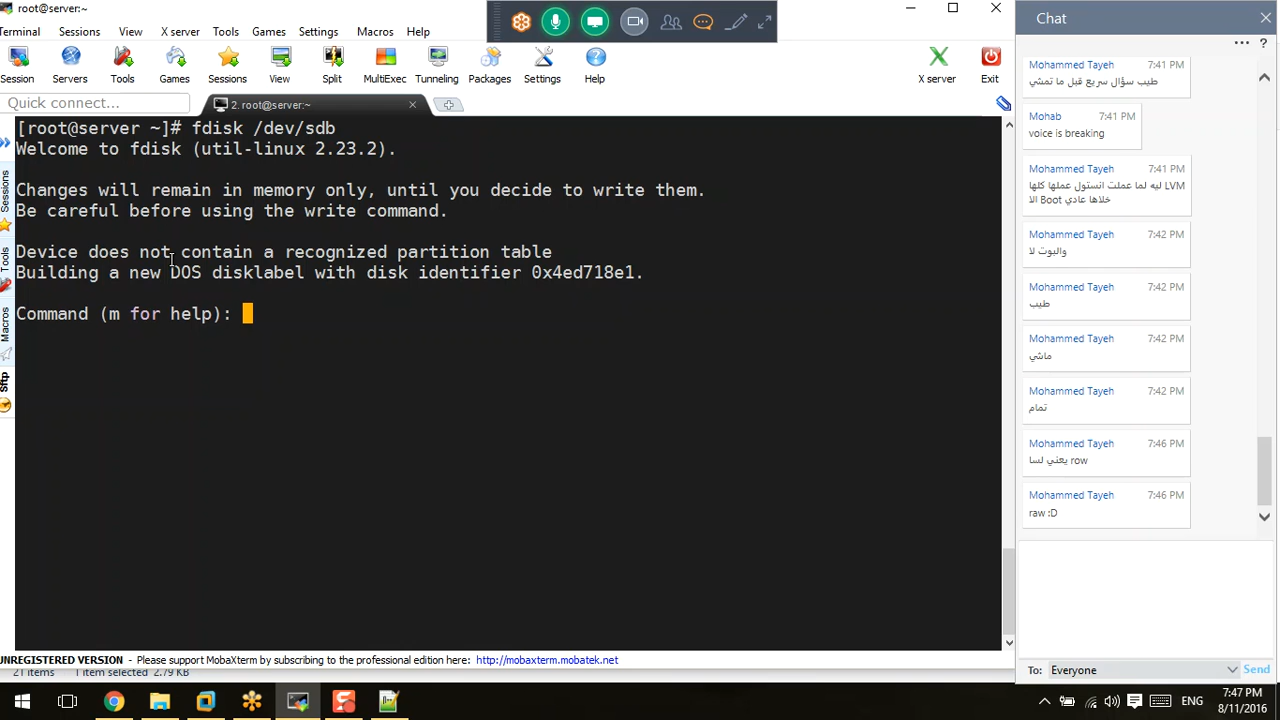 root@server:~
Terminal Sessions View X server Tools Games Settings Macros Help
Session Servers Tools Games Sessions View Split MultiExec Tunneling Packages Settings Help X server Exit
Quick connect...
2. root@server:~
[root@server ~]# fdisk /dev/sdb
Welcome to fdisk (util-linux 2.23.2).
Changes will remain in memory only, until you decide to write them.
Be careful before using the write command.
Device does not contain a recognized partition table
Building a new DOS disklabel with disk identifier 0x4ed718e1.
Command (m for help):
Sessions
Tools
Macros
Sftp
UNREGISTERED VERSION - Please support MobaXterm by subscribing to the professional edition here: http://mobaxterm.mobatek.net
21 items 1 item selected 2.79 KB
Chat
Mohammed Tayeh 7:41 PM
طيب سؤال سريع قبل ما تمشي
Mohab 7:41 PM
voice is breaking
Mohammed Tayeh 7:41 PM
ليه لما عملت انستول عملها كلها LVM
الا Boot خلاها عادي
Mohammed Tayeh 7:42 PM
والبوت لا
Mohammed Tayeh 7:42 PM
طيب
Mohammed Tayeh 7:42 PM
ماشي
Mohammed Tayeh 7:42 PM
تمام
Mohammed Tayeh 7:46 PM
يعني لسا row
Mohammed Tayeh 7:46 PM
raw :D
To: Everyone Send
ENG
7:47 PM
8/11/2016